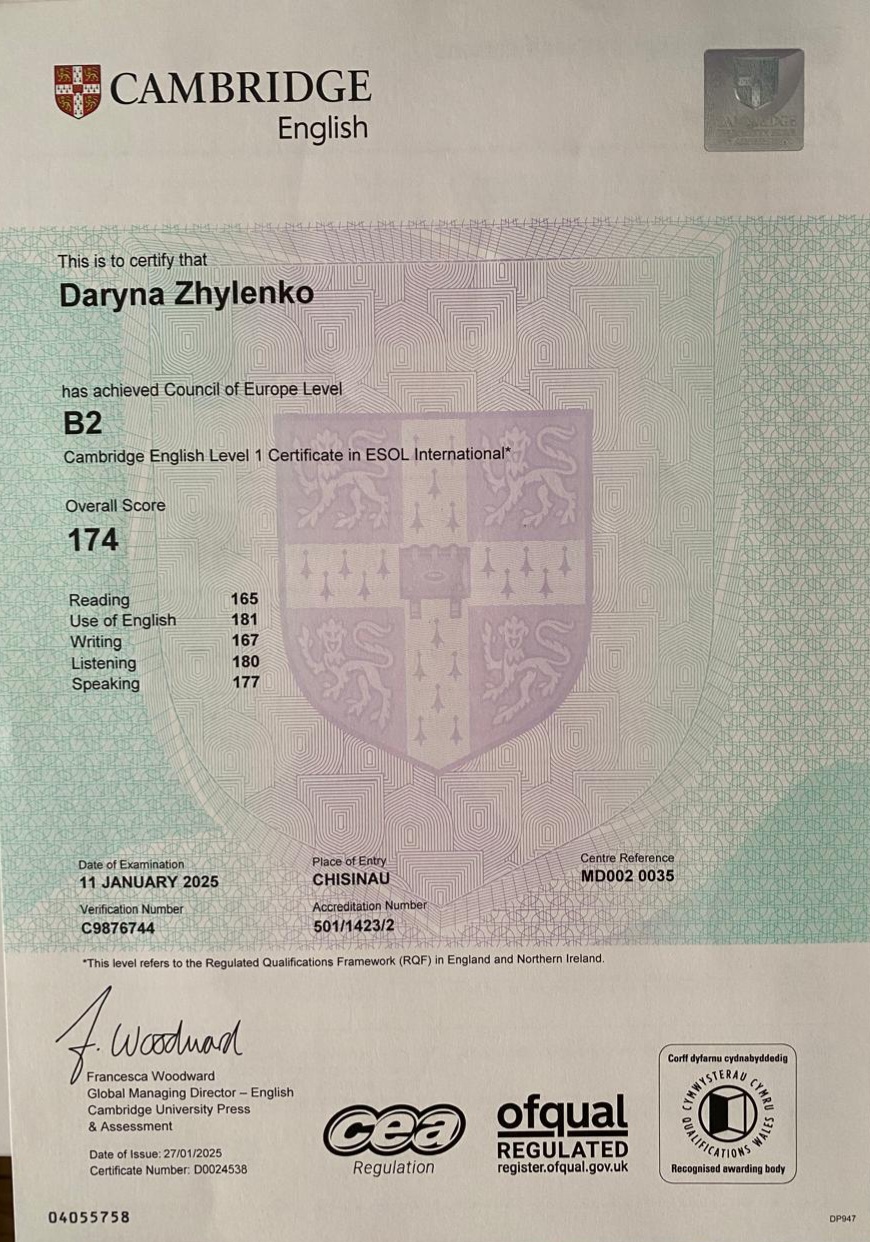 CAMBRIDGE
English
This is to certify that
Daryna Zhylenko
has achieved Council of Europe Level
B2
Cambridge English Level 1 Certificate in ESOL International*
Overall Score
174
Reading 165
Use of English 181
Writing 167
Listening 180
Speaking 177
Date of Examination
11 JANUARY 2025
Place of Entry
CHISINAU
Centre Reference
MD002 0035
Verification Number
C9876744
Accreditation Number
501/1423/2
*This level refers to the Regulated Qualifications Framework (RQF) in England and Northern Ireland.
F. Woodward
Francesca Woodward
Global Managing Director – English
Cambridge University Press
& Assessment
Date of Issue: 27/01/2025
Certificate Number: D0024538
cea
Regulation
ofqual
REGULATED
register.ofqual.gov.uk
Corff dyfarnu cydnabyddedig
CYMWYSTERAU CYMRU
QUALIFICATIONS WALES
Recognised awarding body
04055758
DP947